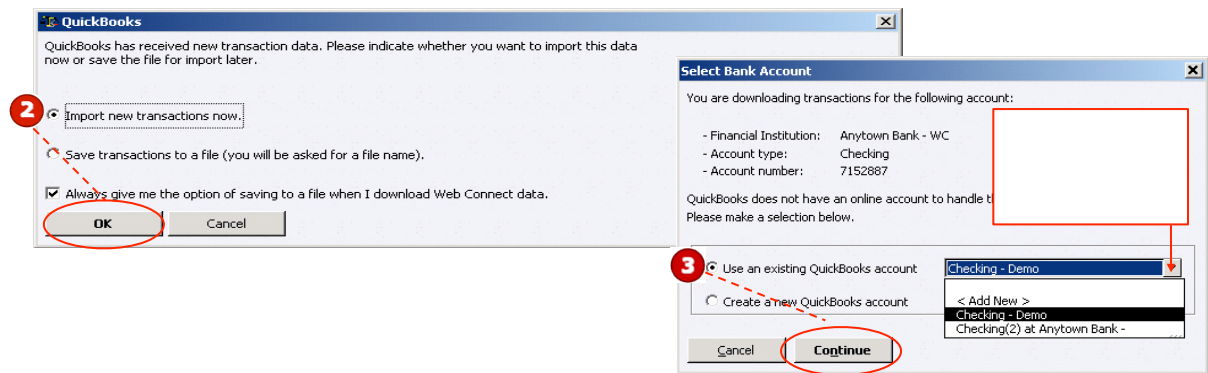 QuickBooks
QuickBooks has received new transaction data. Please indicate whether you want to import this data
now or save the file for import later.
2
Import new transactions now.
Save transactions to a file (you will be asked for a file name).
Always give me the option of saving to a file when I download Web Connect data.
OK Cancel
Select Bank Account
You are downloading transactions for the following account:
- Financial Institution: Anytown Bank - WC
- Account type: Checking
- Account number: 7152887
QuickBooks does not have an online account to handle
Please make a selection below.
3
Use an existing QuickBooks account Checking - Demo
Create a new QuickBooks account
< Add New >
Checking - Demo
Checking(2) at Anytown Bank -
Cancel Continue